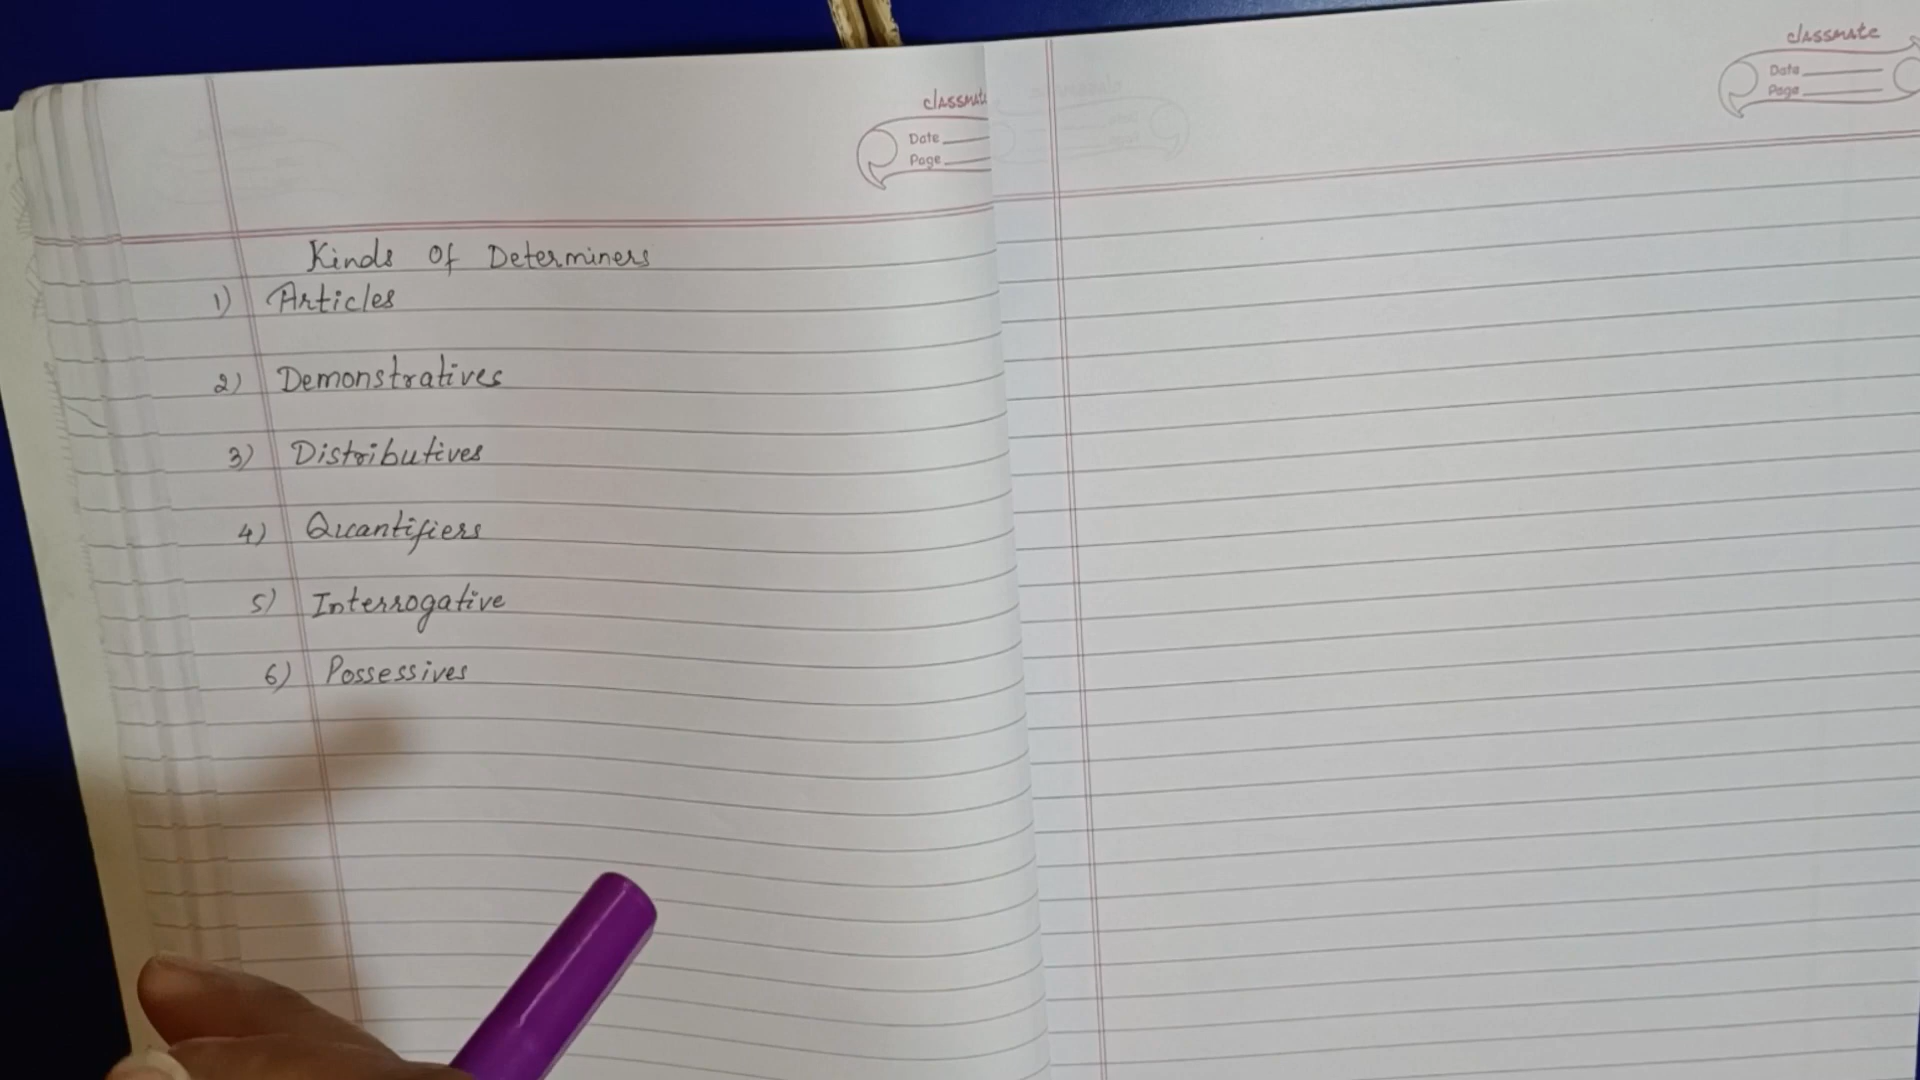 classmate
Date
Page
Kinds Of Determiners
1) Articles
2) Demonstratives
3) Distributives
4) Quantifiers
5) Interrogative
6) Possessives
classmate
Date
Page